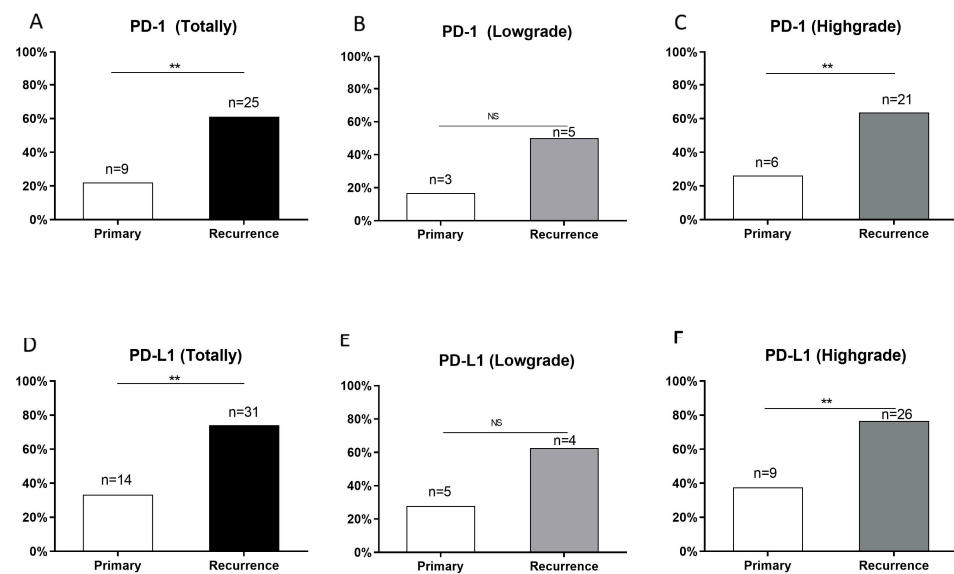 A
PD-1 (Totally)
100%
80%
60%
40%
20%
0%
**
n=9
n=25
Primary Recurrence
B
PD-1 (Lowgrade)
100%
80%
60%
40%
20%
0%
NS
n=3
n=5
Primary Recurrence
C
PD-1 (Highgrade)
100%
80%
60%
40%
20%
0%
**
n=6
n=21
Primary Recurrence
D
PD-L1 (Totally)
100%
80%
60%
40%
20%
0%
**
n=14
n=31
Primary Recurrence
E
PD-L1 (Lowgrade)
100%
80%
60%
40%
20%
0%
NS
n=5
n=4
Primary Recurrence
F
PD-L1 (Highgrade)
100%
80%
60%
40%
20%
0%
**
n=9
n=26
Primary Recurrence